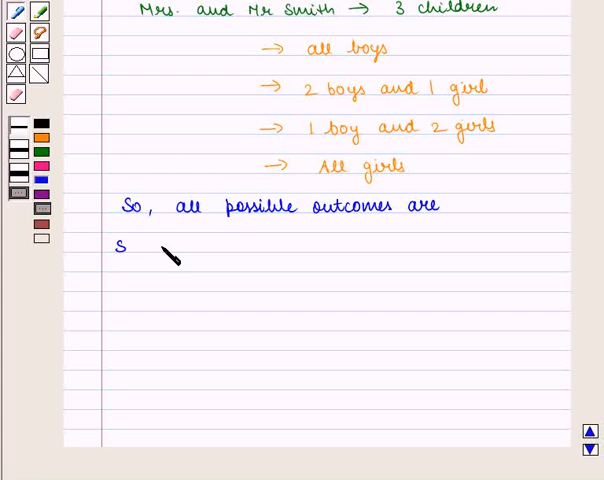 Mrs. and Mr Smith → 3 children
→ all boys
→ 2 boys and 1 girl
→ 1 boy and 2 girls
→ All girls
So, all possible outcomes are
S